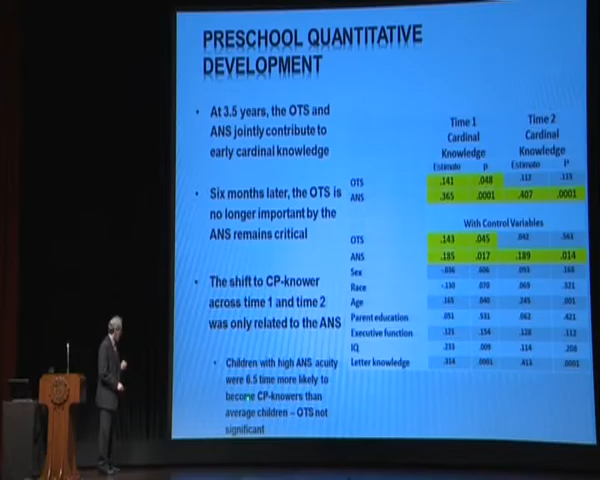 PRESCHOOL QUANTITATIVE
DEVELOPMENT
• At 3.5 years, the OTS and
ANS jointly contribute to
early cardinal knowledge
• Six months later, the OTS is
no longer important by the
ANS remains critical
• The shift to CP-knower
across time 1 and time 2
was only related to the ANS
• Children with high ANS acuity
were 6.5 time more likely to
become CP-knowers than
average children – OTS not
significant
Time 1 Time 2
Cardinal Cardinal
Knowledge Knowledge
Estimate p Estimate P
OTS .141 .048 .112 .115
ANS .365 .0001 .407 .0001
With Control Variables
OTS .143 .045 .042 .561
ANS .185 .017 .189 .014
Sex .093 .168
Race -.130 .070 .069 .321
Age .165 .040 .245 .001
Parent education .051 .531 .062 .421
Executive function .121 .154 .128 .112
IQ .233 .009 .114 .208
Letter knowledge .314 .0001 .413 .0001